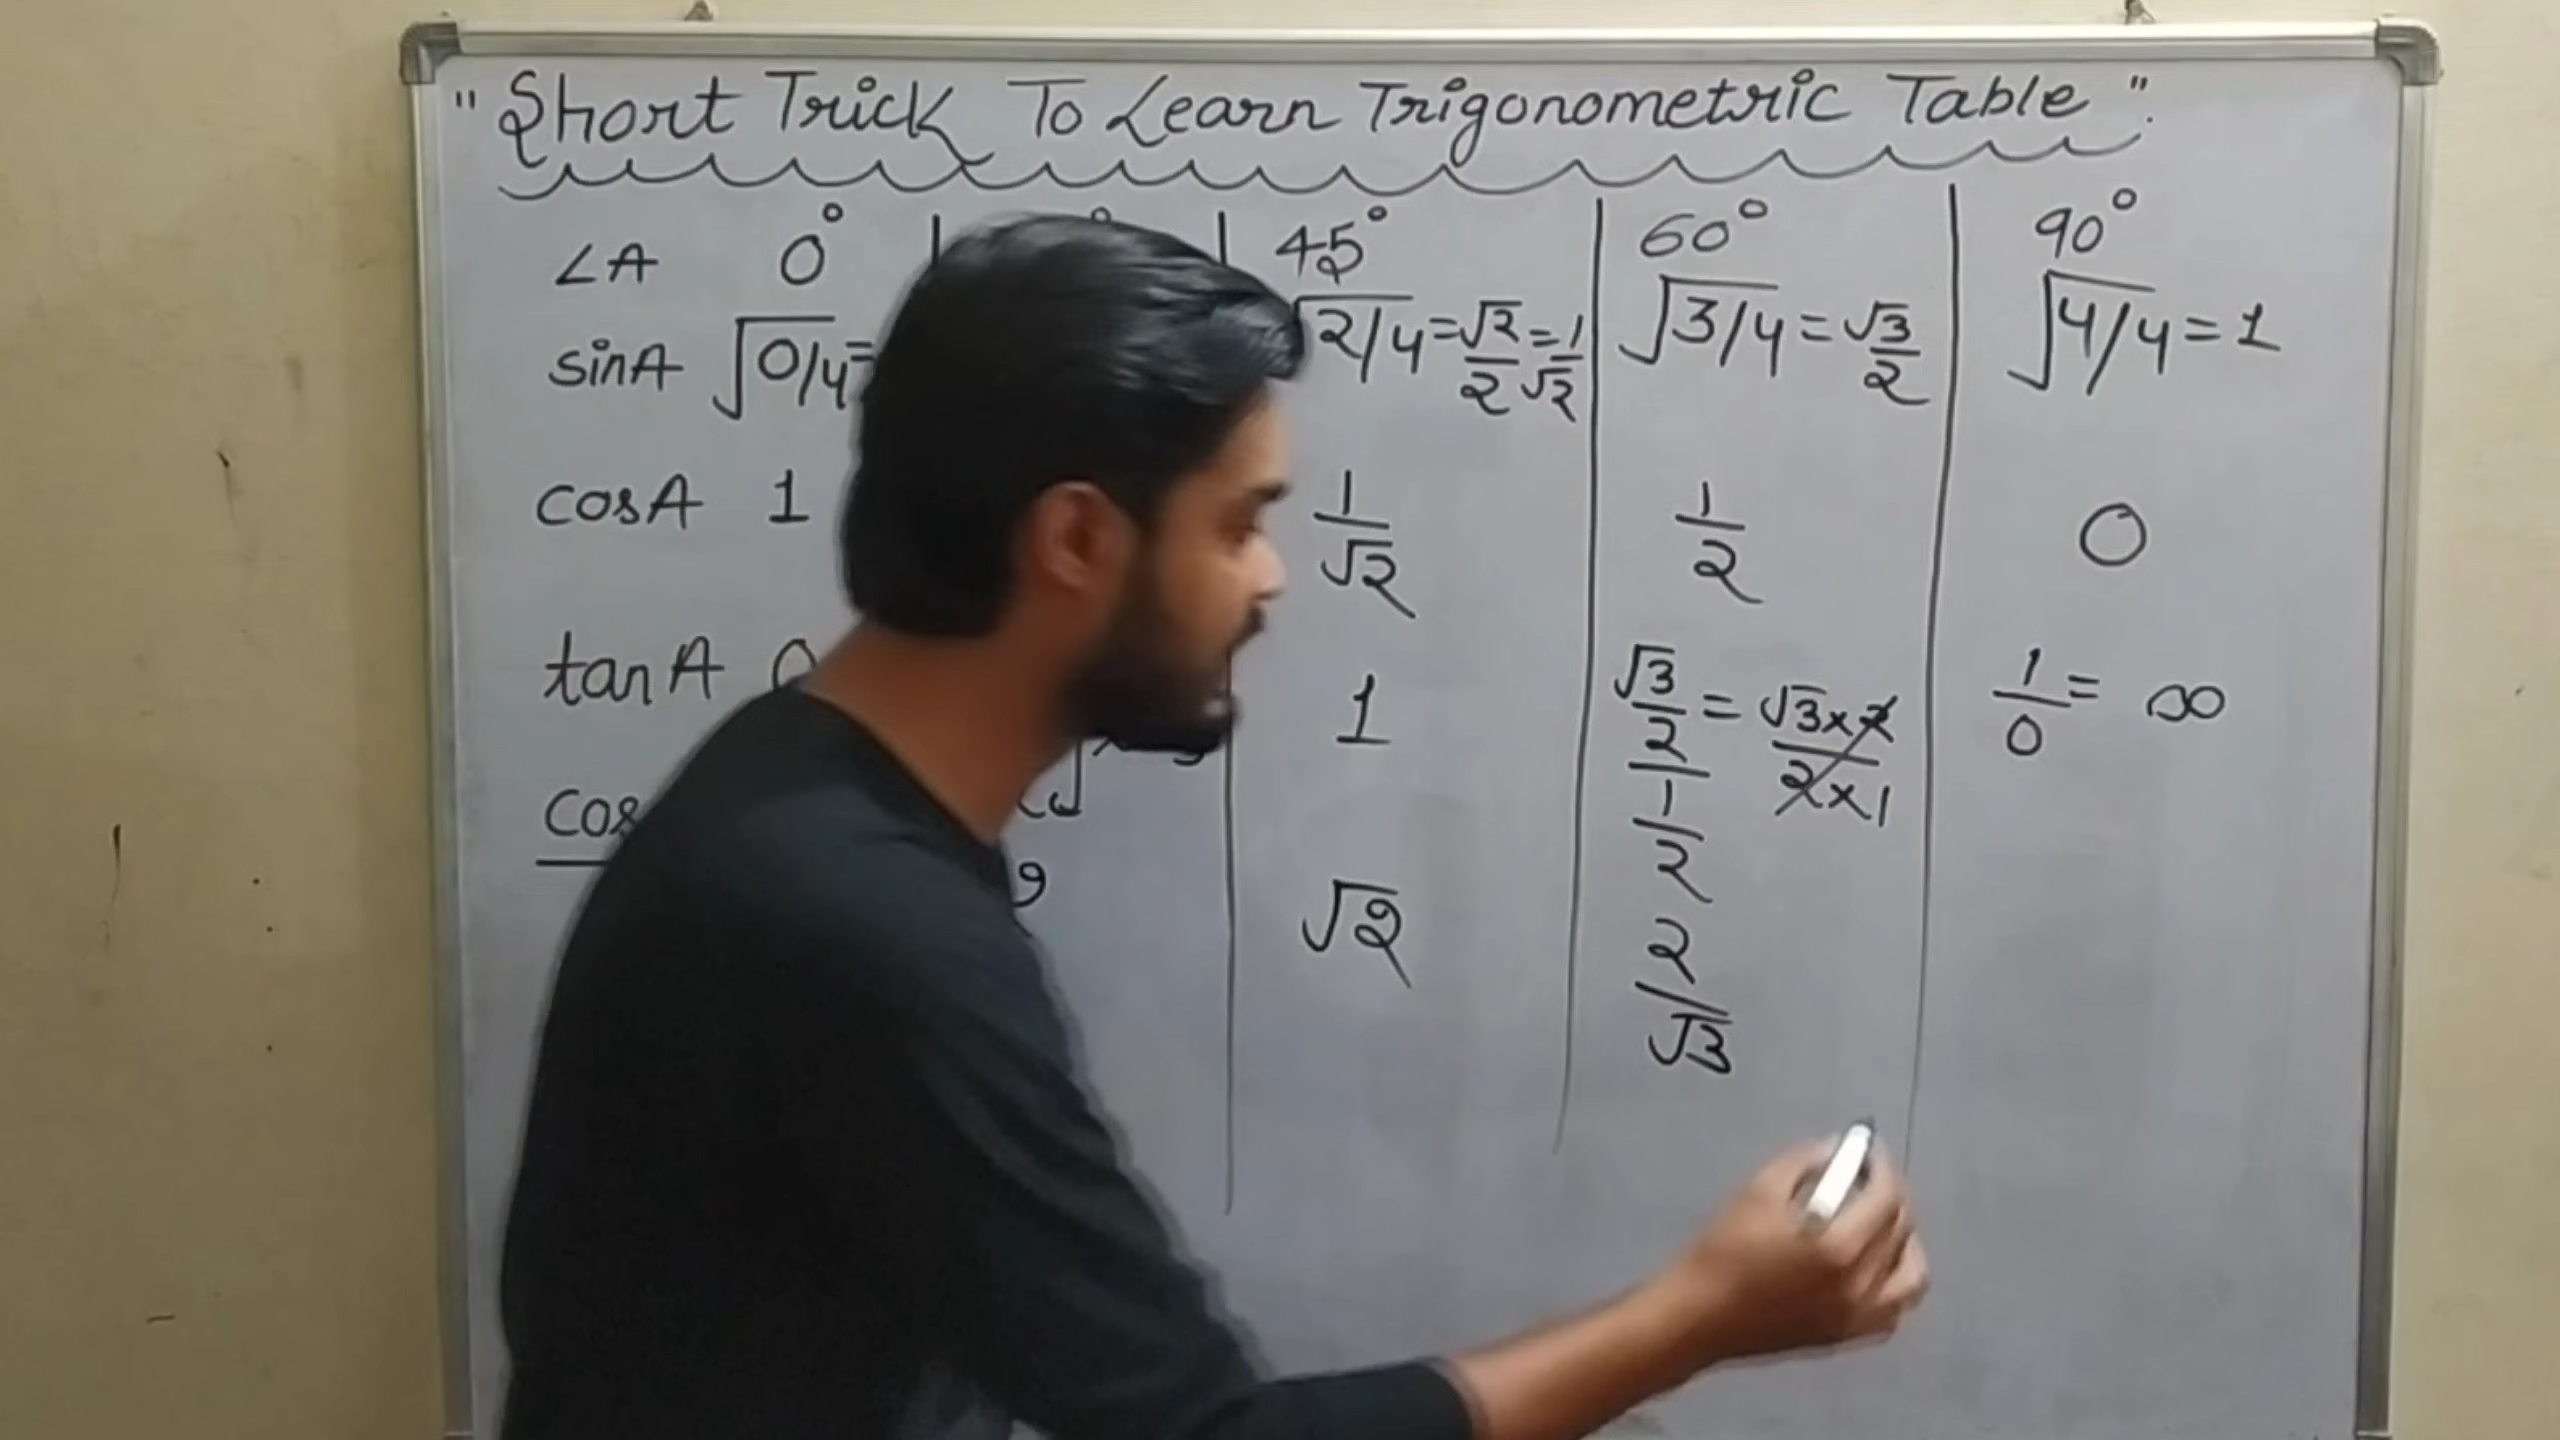 "Short Trick To Learn Trigonometric Table".
∠A 0° 45° 60° 90°
sinA √0/4= √2/4=√2/2=1/√2 √3/4=√3/2 √4/4=1
cosA 1 1/√2 1/2 0
tanA 0 1 √3/2/1/2 = √3×2/2×1 1/0= ∞
√2 2/√3